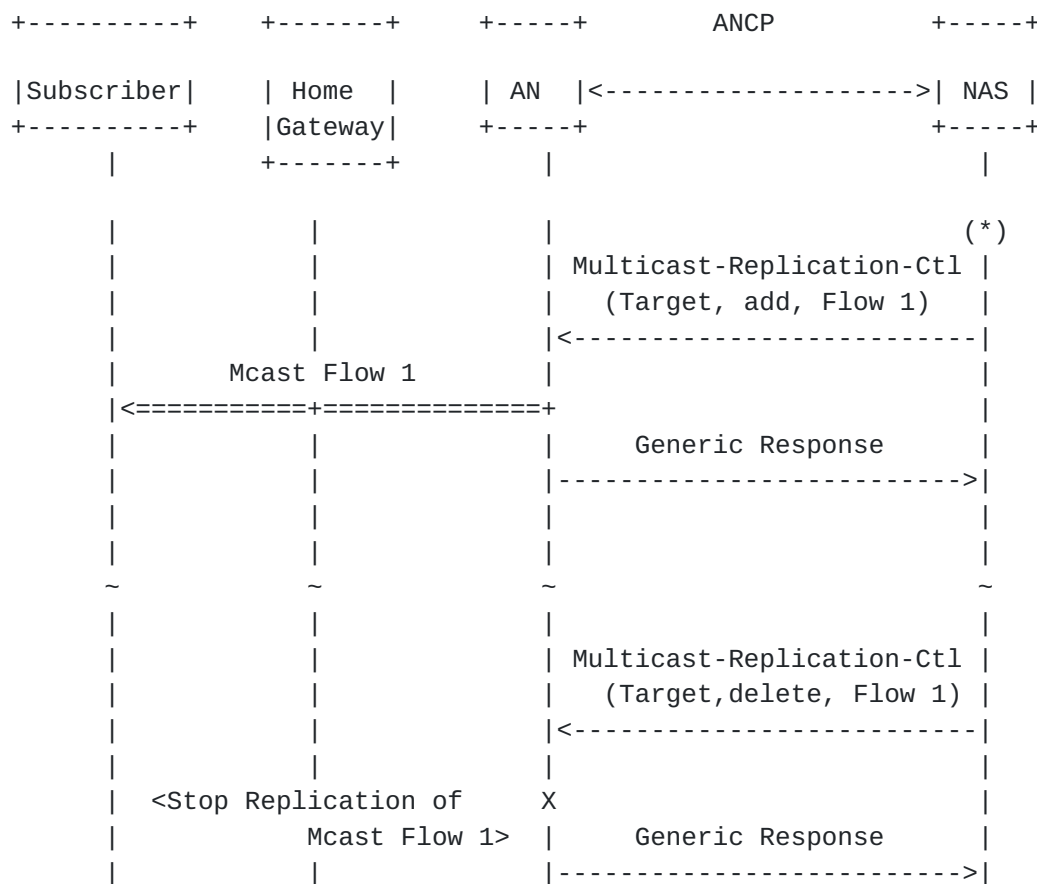 +----------+   +-------+     +-----+        ANCP          +-----+
|Subscriber|   | Home  |     | AN  |<-------------------->| NAS |
+----------+   |Gateway|     +-----+                      +-----+
      |        +-------+        |                           |
      |            |              |                          (*)
      |            |              | Multicast-Replication-Ctl |
      |            |              |   (Target, add, Flow 1)   |
      |            |              |<--------------------------|
      |       Mcast Flow 1        |                           |
      |<===========+==============+                           |
      |            |              |     Generic Response      |
      |            |              |-------------------------->|
      |            |              |                           |
      |            |              |                           |
      ~            ~              ~                           ~
      |            |              |                           |
      |            |              | Multicast-Replication-Ctl |
      |            |              |   (Target,delete, Flow 1) |
      |            |              |<--------------------------|
      |            |              |                           |
      |  <Stop Replication of     X                           |
      |            Mcast Flow 1>  |     Generic Response      |
      |            |              |-------------------------->|